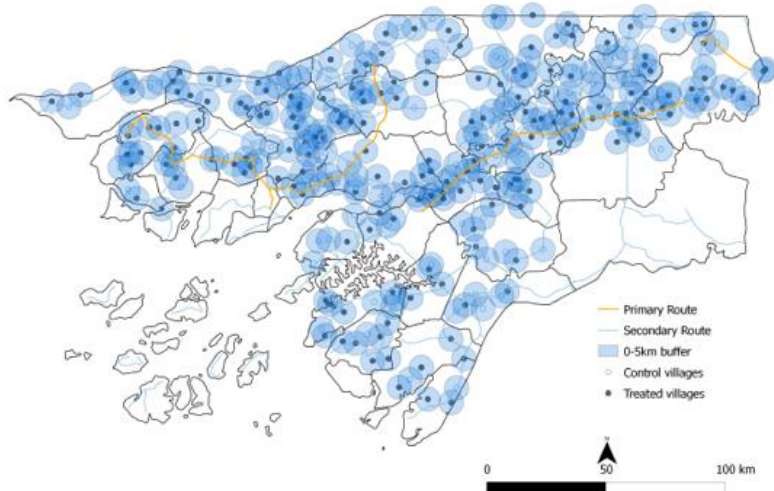 Primary Route
Secondary Route
0-5km buffer
Control villages
Treated villages
N
0 50 100 km